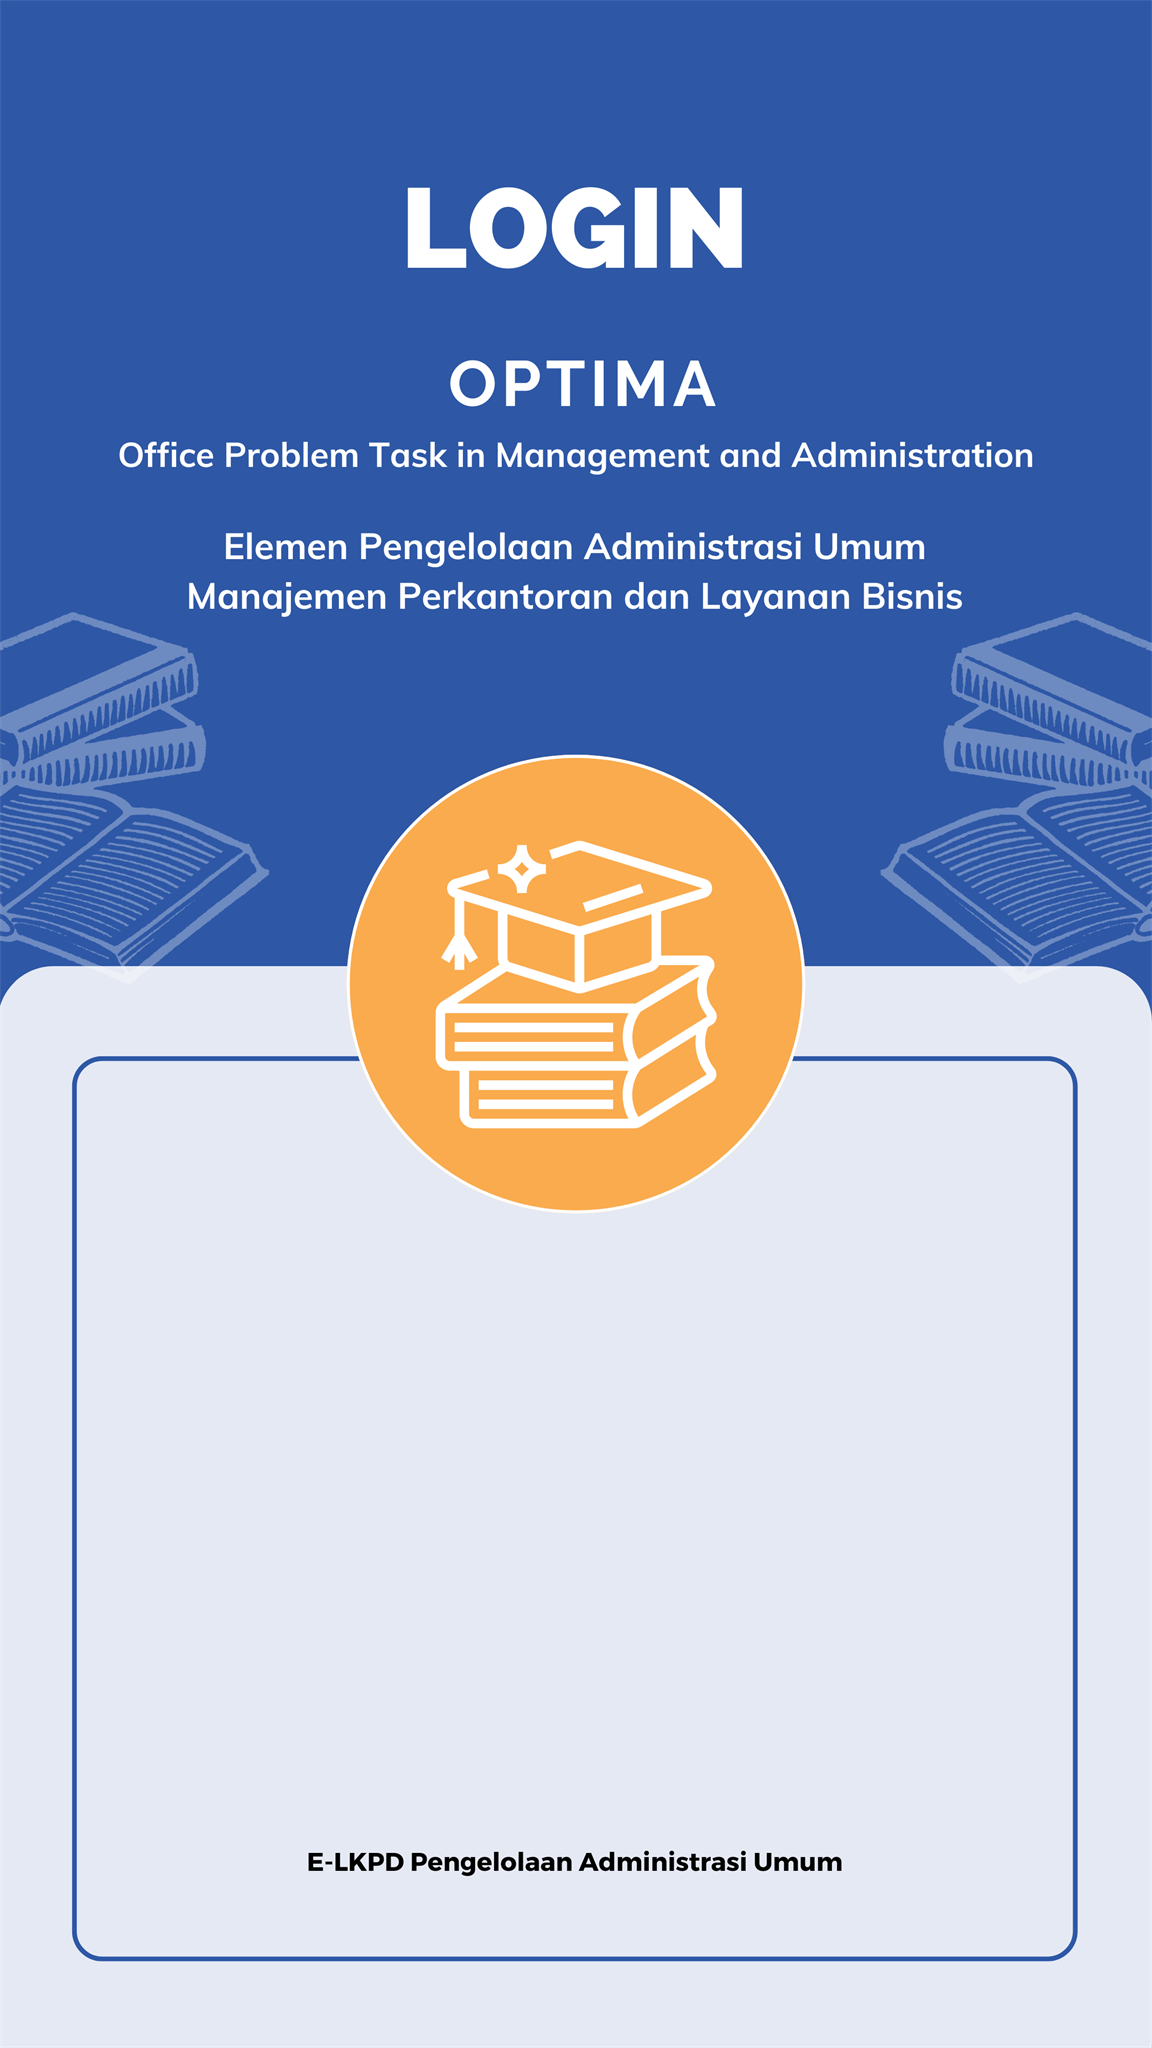 LOGIN
OPTIMA
Office Problem Task in Management and Administration
Elemen Pengelolaan Administrasi Umum
Manajemen Perkantoran dan Layanan Bisnis
E-LKPD Pengelolaan Administrasi Umum